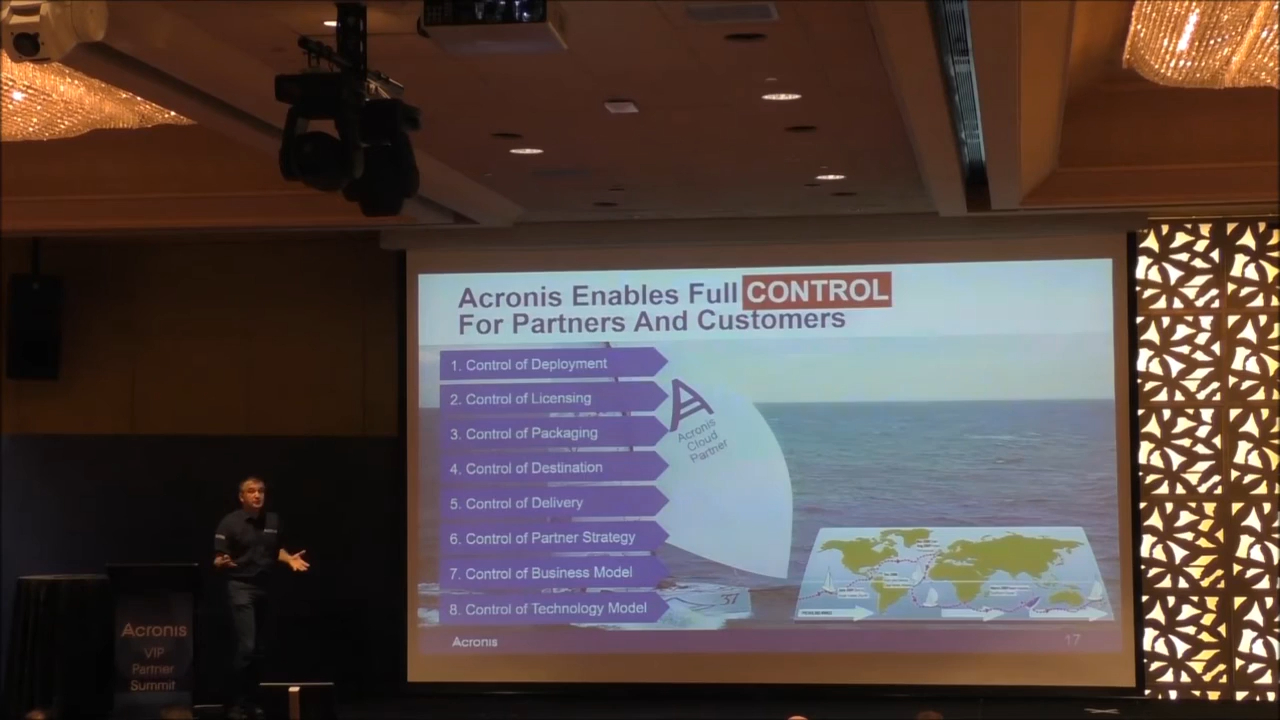 Acronis Enables Full CONTROL
For Partners And Customers
1. Control of Deployment
2. Control of Licensing
3. Control of Packaging
4. Control of Destination
5. Control of Delivery
6. Control of Partner Strategy
7. Control of Business Model
8. Control of Technology Model
Acronis
Cloud
Partner
37
Acronis
17
Acronis
VIP
Partner
Summit